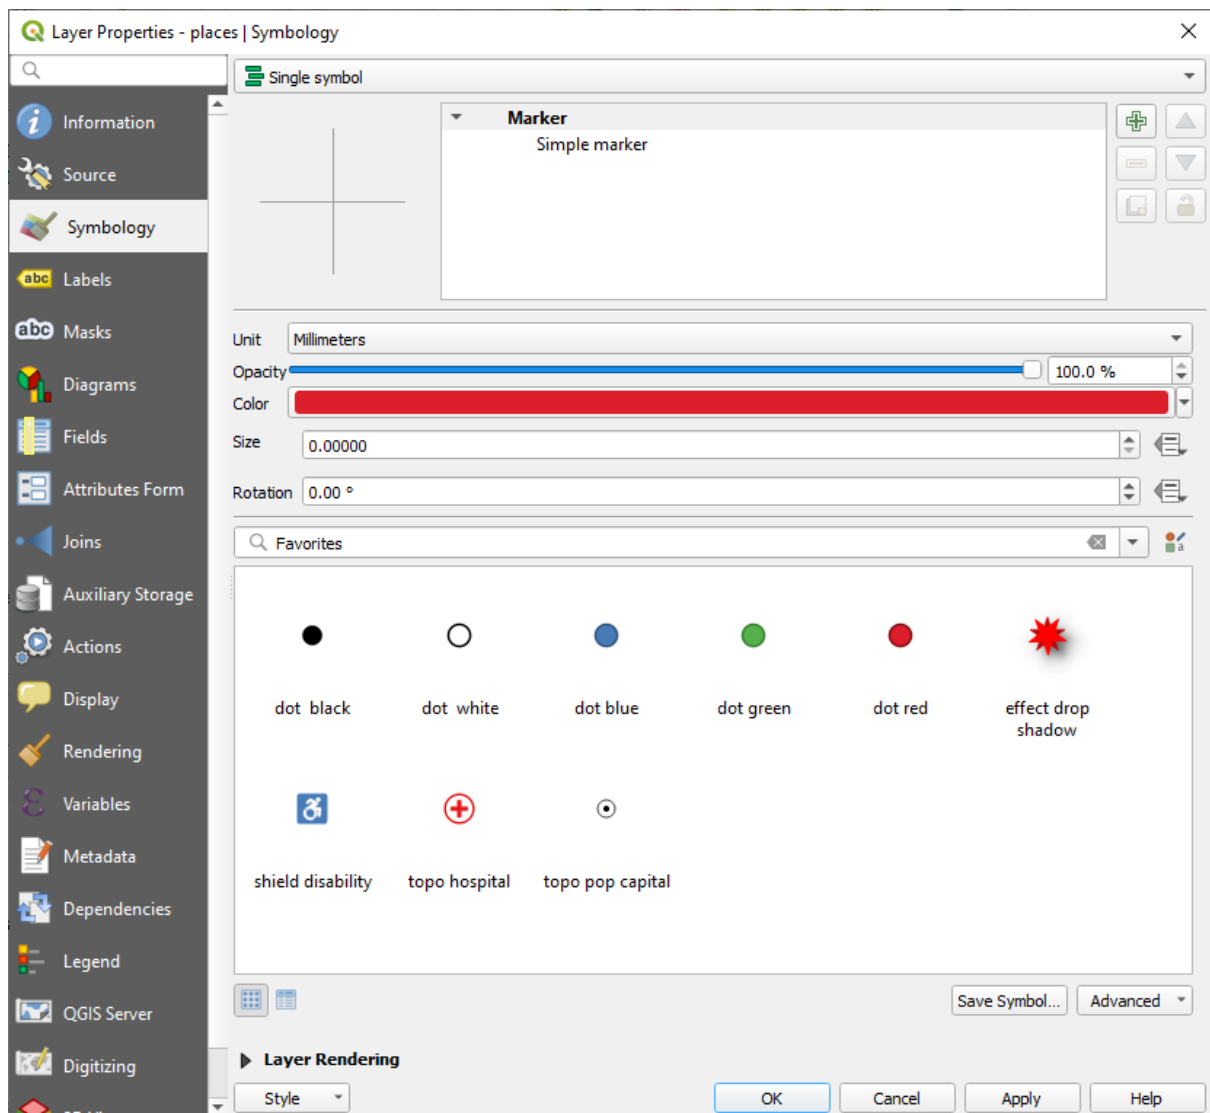 Layer Properties - places | Symbology
Single symbol
Information
Source
Symbology
Labels
Masks
Diagrams
Fields
Attributes Form
Joins
Auxiliary Storage
Actions
Display
Rendering
Variables
Metadata
Dependencies
Legend
QGIS Server
Digitizing
Marker
Simple marker
Unit Millimeters
Opacity 100.0 %
Color
Size 0.00000
Rotation 0.00 °
Favorites
dot black dot white dot blue dot green dot red effect drop
shadow
shield disability topo hospital topo pop capital
Save Symbol... Advanced
Layer Rendering
Style OK Cancel Apply Help